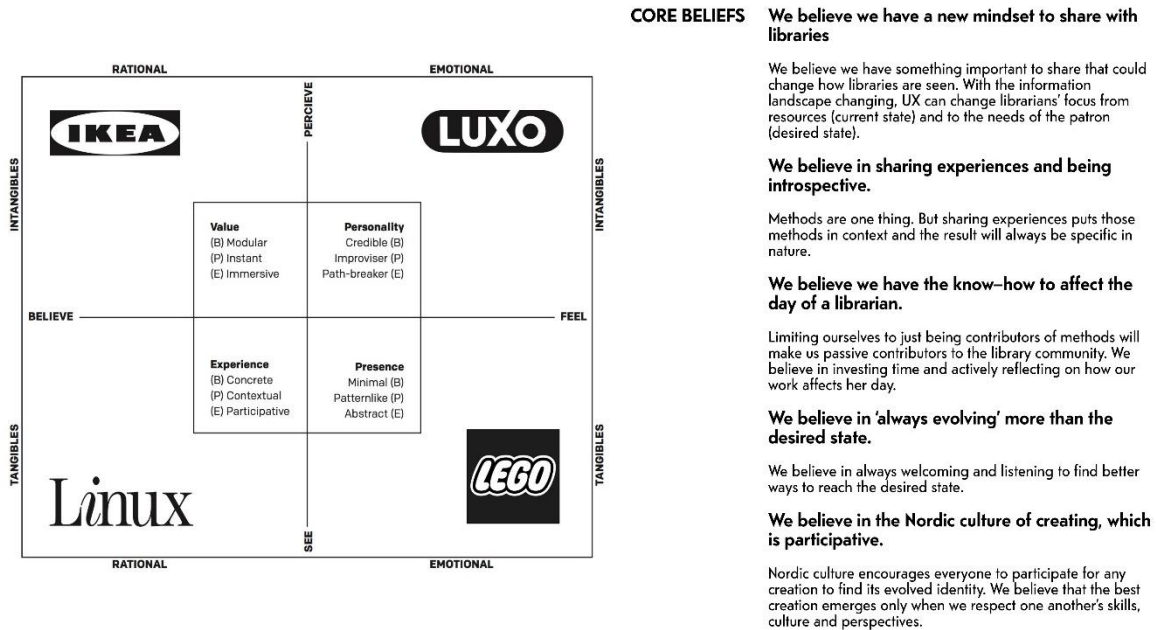 RATIONAL
EMOTIONAL
PERCIEVE
INTANGIBLES
INTANGIBLES
IKEA
LUXO
Value
(B) Modular
(P) Instant
(E) Immersive
Personality
Credible (B)
Improviser (P)
Path-breaker (E)
BELIEVE
FEEL
Experience
(B) Concrete
(P) Contextual
(E) Participative
Presence
Minimal (B)
Patternlike (P)
Abstract (E)
TANGIBLES
TANGIBLES
Linux
LEGO
SEE
RATIONAL
EMOTIONAL
CORE BELIEFS
We believe we have a new mindset to share with
libraries
We believe we have something important to share that could
change how libraries are seen. With the information
landscape changing, UX can change librarians’ focus from
resources (current state) and to the needs of the patron
(desired state).
We believe in sharing experiences and being
introspective.
Methods are one thing. But sharing experiences puts those
methods in context and the result will always be specific in
nature.
We believe we have the know–how to affect the
day of a librarian.
Limiting ourselves to just being contributors of methods will
make us passive contributors to the library community. We
believe in investing time and actively reflecting on how our
work affects her day.
We believe in ‘always evolving’ more than the
desired state.
We believe in always welcoming and listening to find better
ways to reach the desired state.
We believe in the Nordic culture of creating, which
is participative.
Nordic culture encourages everyone to participate for any
creation to find its evolved identity. We believe that the best
creation emerges only when we respect one another’s skills,
culture and perspectives.